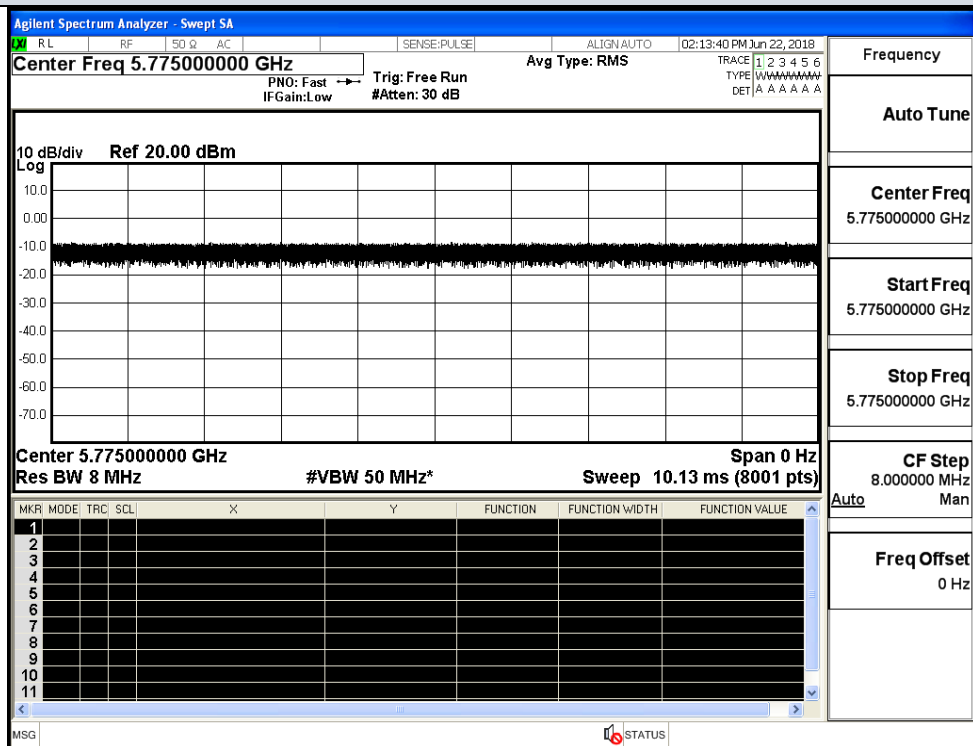 Agilent Spectrum Analyzer - Swept SA
LXI RL RF 50 Ω AC SENSE:PULSE ALIGN AUTO 02:13:40 PM Jun 22, 2018
Center Freq 5.775000000 GHz
PNO: Fast
IFGain:Low
Trig: Free Run
#Atten: 30 dB
Avg Type: RMS
TRACE 1 2 3 4 5 6
TYPE WWWWWW
DET A A A A A A
10 dB/div Ref 20.00 dBm
Log
10.0
0.00
-10.0
-20.0
-30.0
-40.0
-50.0
-60.0
-70.0
Center 5.775000000 GHz Span 0 Hz
Res BW 8 MHz #VBW 50 MHz* Sweep 10.13 ms (8001 pts)
MKR MODE TRC SCL X Y FUNCTION FUNCTION WIDTH FUNCTION VALUE
1
2
3
4
5
6
7
8
9
10
11
MSG STATUS
Frequency
Auto Tune
Center Freq
5.775000000 GHz
Start Freq
5.775000000 GHz
Stop Freq
5.775000000 GHz
CF Step
8.000000 MHz
Auto Man
Freq Offset
0 Hz